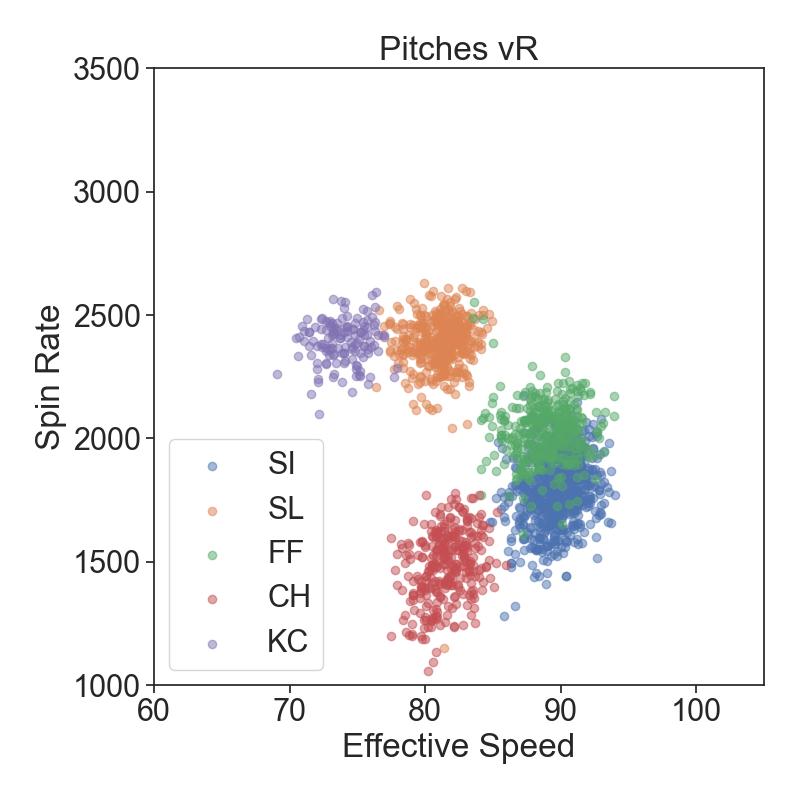 Pitches vR
3500
3000
2500
2000
1500
1000
Spin Rate
SI
SL
FF
CH
KC
60 70 80 90 100
Effective Speed